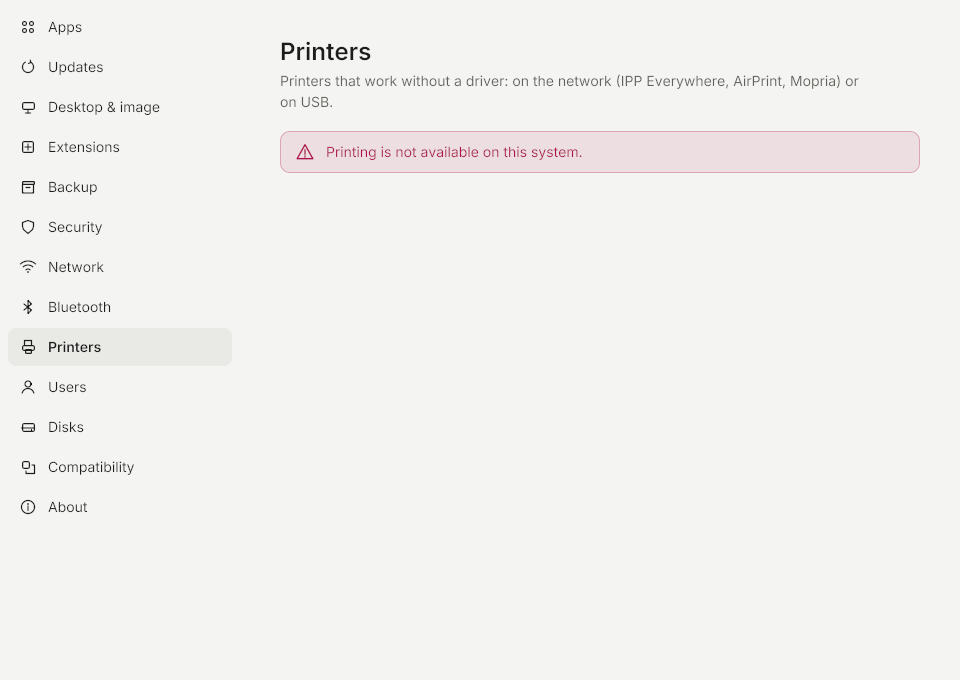 Apps
Updates
Desktop & image
Extensions
Backup
Security
Network
Bluetooth
Printers
Users
Disks
Compatibility
About
Printers
Printers that work without a driver: on the network (IPP Everywhere, AirPrint, Mopria) or
on USB.
Printing is not available on this system.